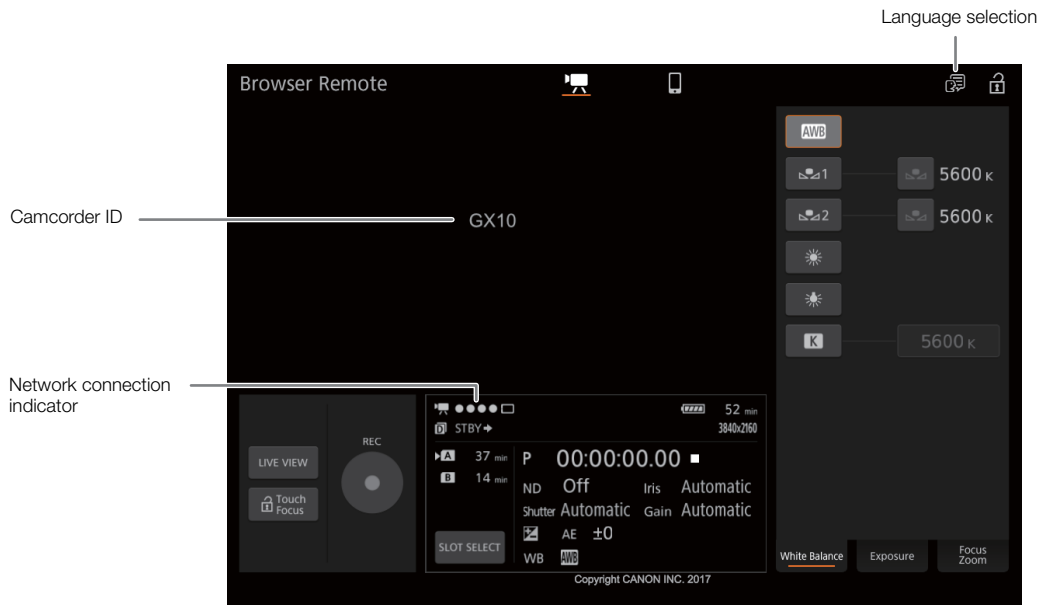 Language selection
Browser Remote
AWB
1
5600 K
Camcorder ID
GX10
2
5600 K
K
5600 K
Network connection
indicator
52 min
D STBY
3840x2160
REC
A 37 min
P 00:00:00.00
LIVE VIEW
B 14 min
ND Off Iris Automatic
Touch
Focus
Shutter Automatic Gain Automatic
AE ±0
SLOT SELECT
WB AWB
White Balance
Exposure
Focus
Zoom
Copyright CANON INC. 2017